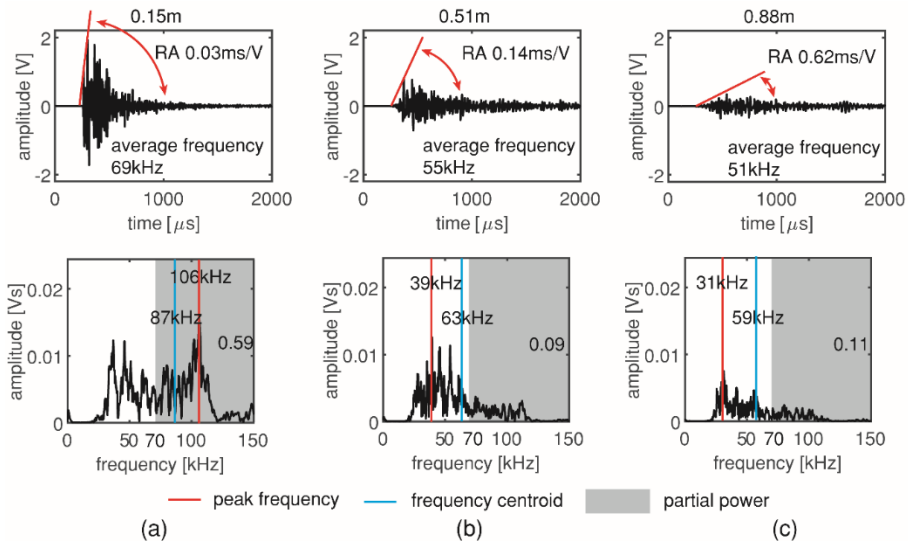 0.15m
0.51m
0.88m
amplitude [V]
2
0
-2
RA 0.03ms/V
average frequency
69kHz
0 1000 2000
time [μs]
amplitude [V]
2
0
-2
RA 0.14ms/V
average frequency
55kHz
0 1000 2000
time [μs]
amplitude [V]
2
0
-2
RA 0.62ms/V
average frequency
51kHz
0 1000 2000
time [μs]
amplitude [Vs]
0.02
0.01
0
106kHz
87kHz
0.59
0 50 70 100 150
frequency [kHz]
amplitude [Vs]
0.02
0.01
0
39kHz
63kHz
0.09
0 50 70 100 150
frequency [kHz]
amplitude [Vs]
0.02
0.01
0
31kHz
59kHz
0.11
0 50 70 100 150
frequency [kHz]
peak frequency
frequency centroid
partial power
(a)
(b)
(c)